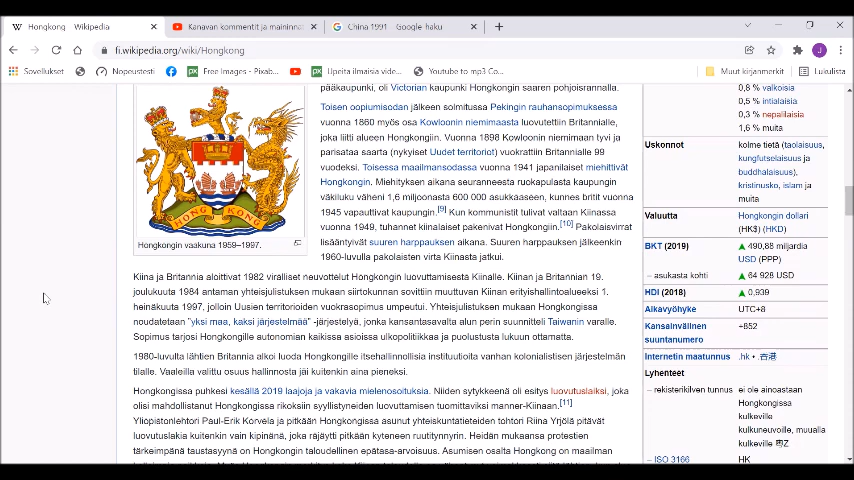 Hongkong – Wikipedia
Kanavan kommentit ja maininna
China 1991 - Google-haku
fi.wikipedia.org/wiki/Hongkong
J
Sovellukset
Nopeustesti
Free Images - Pixab...
Upeita ilmaisia vide...
Youtube to mp3 Co...
Muut kirjanmerkit
Lukulista
pääkaupunki, oli Victorian kaupunki Hongkongin saaren pohjoisrannalla.
Toisen oopiumisodan jälkeen solmitussa Pekingin rauhansopimuksessa
vuonna 1860 myös osa Kowloonin niemimaasta luovutettiin Britannialle,
joka liitti alueen Hongkongiin. Vuonna 1898 Kowloonin niemimaan tyvi ja
parisataa saarta (nykyiset Uudet territoriot) vuokrattiin Britannialle 99
vuodeksi. Toisessa maailmansodassa vuonna 1941 japanilaiset miehittivät
Hongkongin. Miehityksen aikana seuranneesta ruokapulasta kaupungin
väkiluku väheni 1,6 miljoonasta 600 000 asukkaaseen, kunnes britit vuonna
1945 vapauttivat kaupungin.[9] Kun kommunistit tulivat valtaan Kiinassa
vuonna 1949, tuhannet kiinalaiset pakenivat Hongkongiin.[10] Pakolaisvirrat
lisääntyivät suuren harppauksen aikana. Suuren harppauksen jälkeenkin
1960-luvulla pakolaisten virta Kiinasta jatkui.
HONG KONG
Hongkongin vaakuna 1959–1997.
Kiina ja Britannia aloittivat 1982 viralliset neuvottelut Hongkongin luovuttamisesta Kiinalle. Kiinan ja Britannian 19.
joulukuuta 1984 antaman yhteisjulistuksen mukaan siirtokunnan sovittiin muuttuvan Kiinan erityishallintoalueeksi 1.
heinäkuuta 1997, jolloin Uusien territorioiden vuokrasopimus umpeutui. Yhteisjulistuksen mukaan Hongkongissa
noudatetaan "yksi maa, kaksi järjestelmää" -järjestelyä, jonka kansantasavalta alun perin suunnitteli Taiwanin varalle.
Sopimus tarjosi Hongkongille autonomian kaikissa asioissa ulkopolitiikkaa ja puolustusta lukuun ottamatta.
1980-luvulta lähtien Britannia alkoi luoda Hongkongille itsehallinnollisia instituutioita vanhan kolonialistisen järjestelmän
tilalle. Vaaleilla valittu osuus hallinnosta jäi kuitenkin aina pieneksi.
Hongkongissa puhkesi kesällä 2019 laajoja ja vakavia mielenosoituksia. Niiden sytykkeenä oli esitys luovutuslaiksi, joka
olisi mahdollistanut Hongkongissa rikoksiin syyllistyneiden luovuttamisen tuomittaviksi manner-Kiinaan.[11]
Yliopistonlehtori Paul-Erik Korvela ja pitkään Hongkongissa asunut yhteiskuntatieteiden tohtori Riina Yrjölä pitävät
luovutuslakia kuitenkin vain kipinänä, joka räjäytti pitkään kyteneen ruutitynnyrin. Heidän mukaansa protestien
tärkeimpänä taustasyynä on Hongkongin taloudellinen epätasa-arvoisuus. Asumisen osalta Hongkong on maailman
0,8 % valkoisia
0,5 % intialaisia
0,3 % nepalilaisia
1,6 % muita
Uskonnot
kolme tietä (taolaisuus,
kungfutselaisuus ja
buddhalaisuus),
kristinusko, islam ja
muita
Valuutta
Hongkongin dollari
(HK$) (HKD)
BKT (2019)
490,88 miljardia
USD (PPP)
– asukasta kohti
64 928 USD
HDI (2018)
0,939
Aikavyöhyke
UTC+8
Kansainvälinen
suuntanumero
+852
Internetin maatunnus
.hk • .香港
Lyhenteet
– rekisterikilven tunnus
ei ole ainoastaan
Hongkongissa
kulkeville
kulkuneuvoille, muualla
kulkeville 粤Z
– ISO 3166
HK